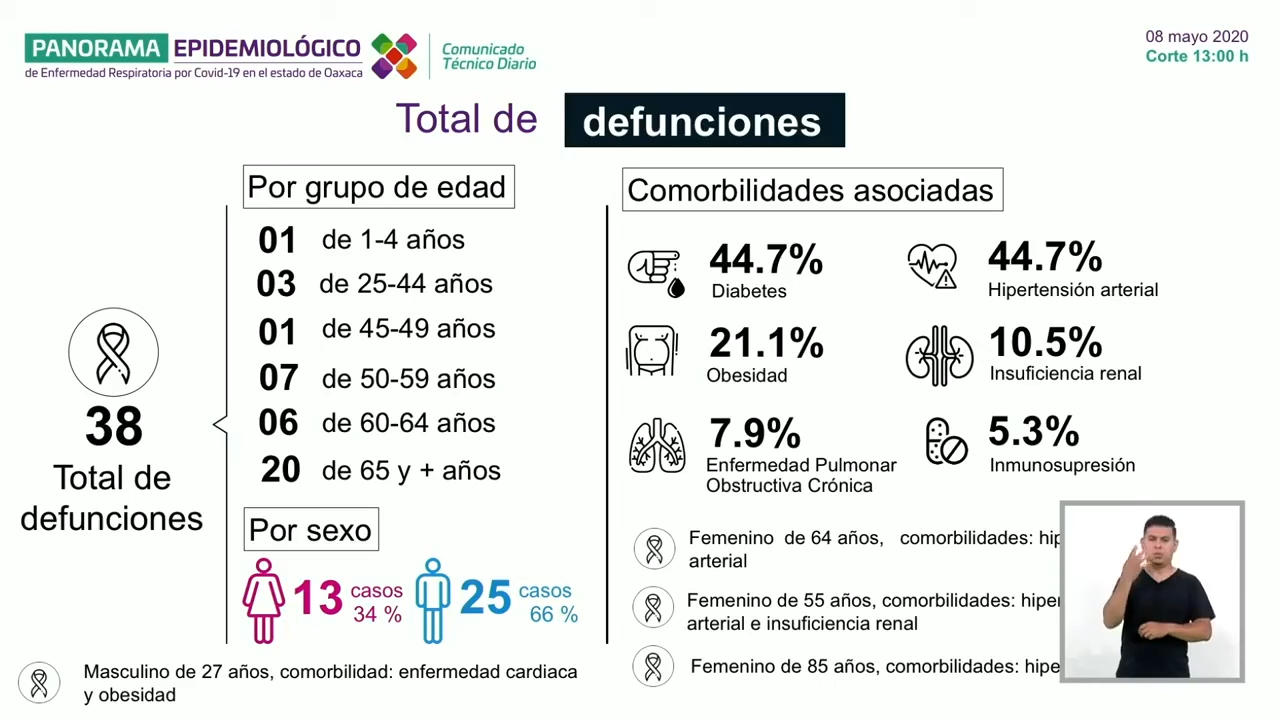 PANORAMA EPIDEMIOLÓGICO
de Enfermedad Respiratoria por Covid-19 en el estado de Oaxaca
Comunicado
Técnico Diario
08 mayo 2020
Corte 13:00 h
Total de defunciones
38
Total de
defunciones
Por grupo de edad
01 de 1-4 años
03 de 25-44 años
01 de 45-49 años
07 de 50-59 años
06 de 60-64 años
20 de 65 y + años
Por sexo
13 casos
34 %
25 casos
66 %
Masculino de 27 años, comorbilidad: enfermedad cardiaca
y obesidad
Comorbilidades asociadas
44.7%
Diabetes
44.7%
Hipertensión arterial
21.1%
Obesidad
10.5%
Insuficiencia renal
7.9%
Enfermedad Pulmonar
Obstructiva Crónica
5.3%
Inmunosupresión
Femenino de 64 años, comorbilidades: hip
arterial
Femenino de 55 años, comorbilidades: hiper
arterial e insuficiencia renal
Femenino de 85 años, comorbilidades: hipe